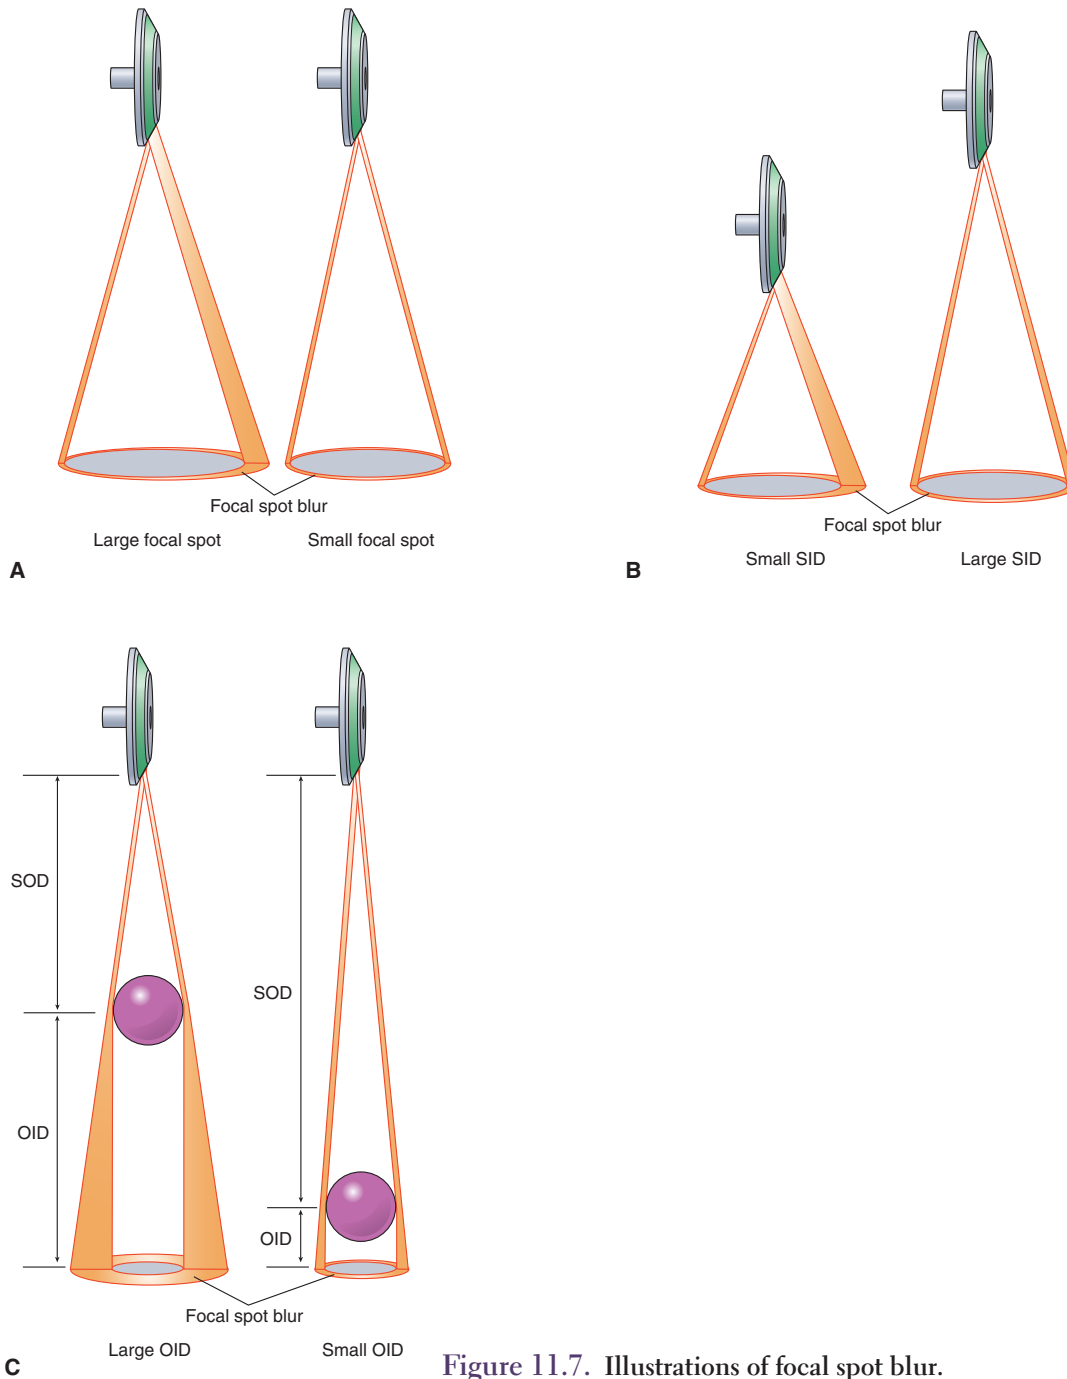 Focal spot blur
Large focal spot
Small focal spot
A
Focal spot blur
Small SID
Large SID
B
SOD
OID
SOD
OID
Focal spot blur
Large OID
Small OID
C
Figure 11.7. Illustrations of focal spot blur.